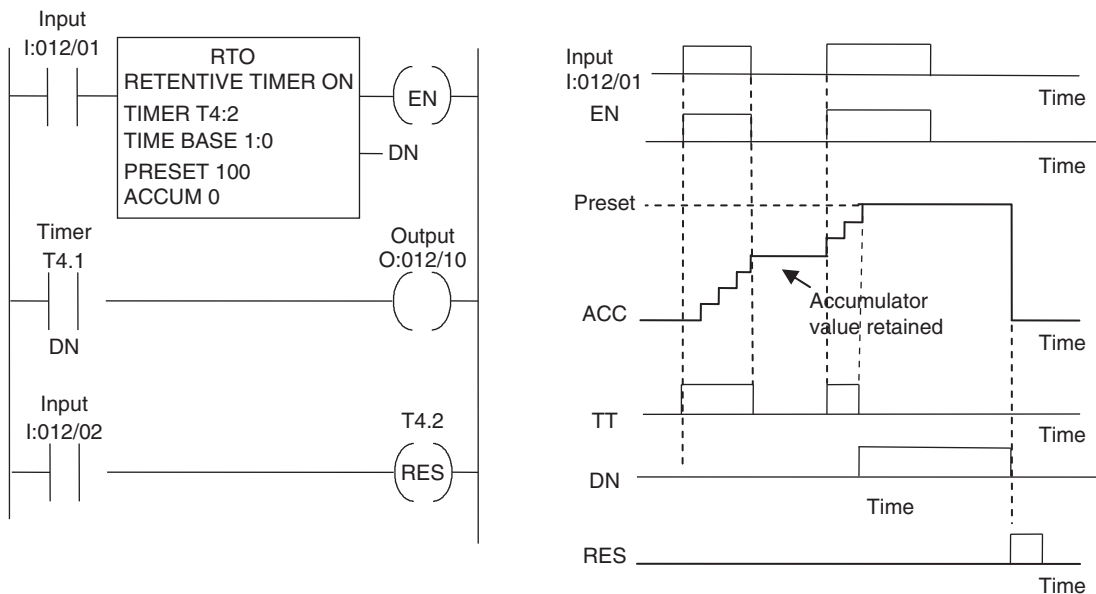 Input
I:012/01
RTO
RETENTIVE TIMER ON
TIMER T4:2
TIME BASE 1:0
PRESET 100
ACCUM 0
EN
DN
Timer
T4.1
DN
Output
O:012/10
Input
I:012/02
T4.2
RES
Input
I:012/01
Time
EN
Time
Preset
ACC
Accumulator
value retained
Time
TT
Time
DN
Time
RES
Time